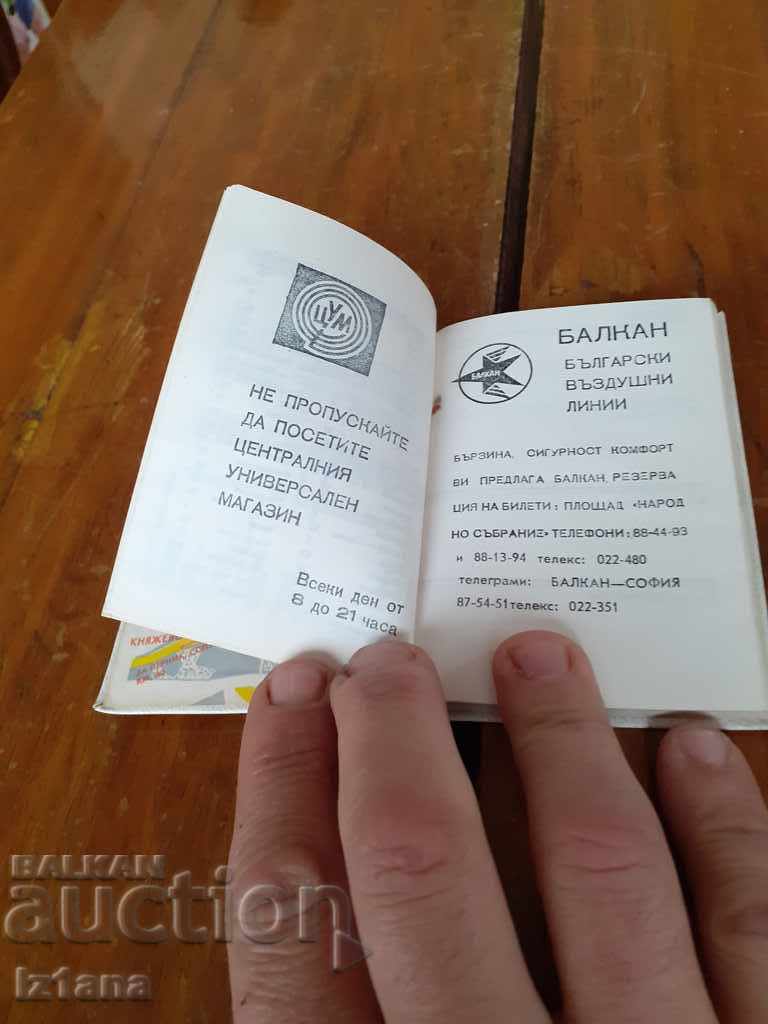 ЦУМ
НЕ ПРОПУСКАЙТЕ
ДА ПОСЕТИТЕ
ЦЕНТРАЛНИЯ
УНИВЕРСАЛЕН
МАГАЗИН
Всеки ден от
8 до 21 часа
БАЛКАН
БАЛКАН
БЪЛГАРСКИ
ВЪЗДУШНИ
ЛИНИИ
БЪРЗИНА, СИГУРНОСТ КОМФОРТ
ВИ ПРЕДЛАГА БАЛКАН, РЕЗЕРВА
ЦИЯ НА БИЛЕТИ: ПЛОЩАД «НАРОД
НО СЪБРАНИЕ» ТЕЛЕФОНИ: 88-44-93
и 88-13-94 телекс: 022-480
телеграми: БАЛКАН—СОФИЯ
87-54-51 телекс: 022-351
КНЯЖЕВО
BALKAN
auction
Iz1ana